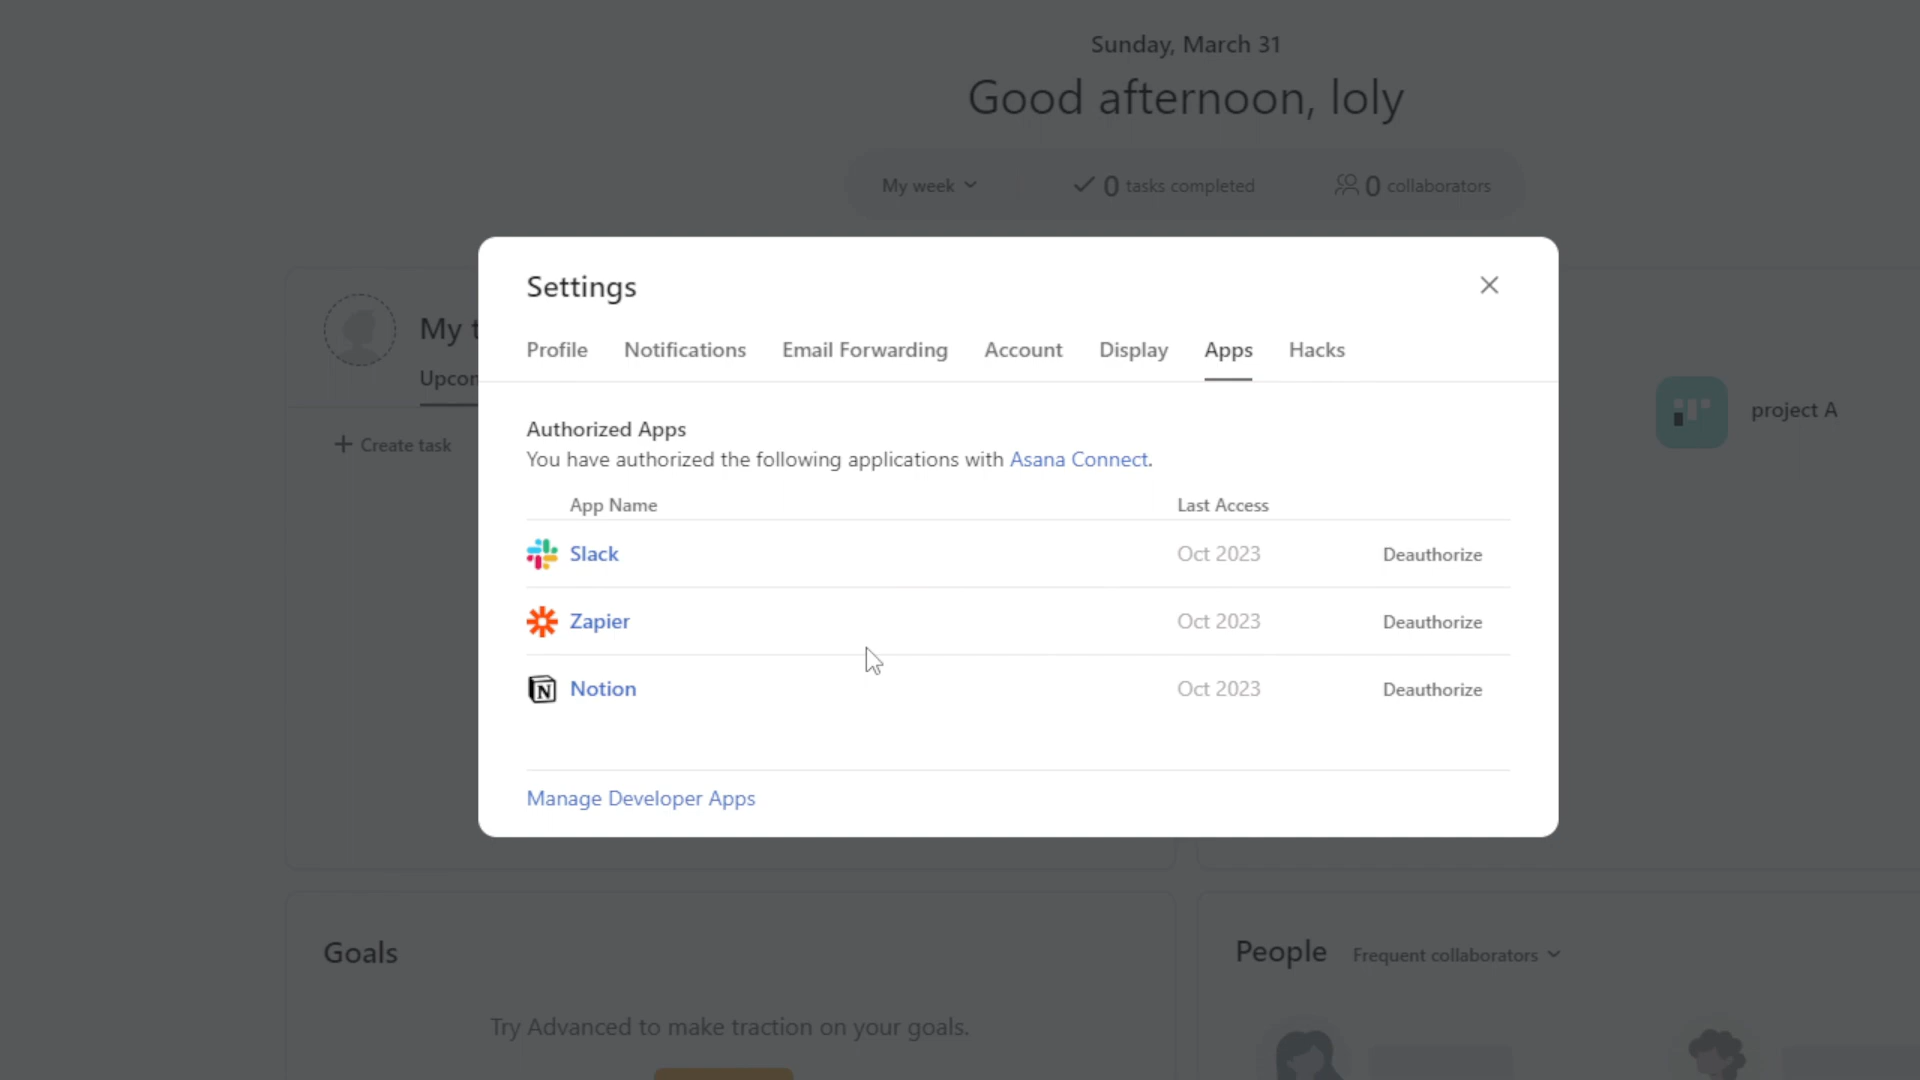 Sunday, March 31
Good afternoon, loly
My week
0 tasks completed
0 collaborators
Settings
Profile Notifications Email Forwarding Account Display Apps Hacks
My t
Upcon
Create task
project A
Authorized Apps
You have authorized the following applications with Asana Connect.
App Name Last Access
Slack Oct 2023 Deauthorize
Zapier Oct 2023 Deauthorize
N Notion Oct 2023 Deauthorize
Manage Developer Apps
Goals
Try Advanced to make traction on your goals.
People Frequent collaborators